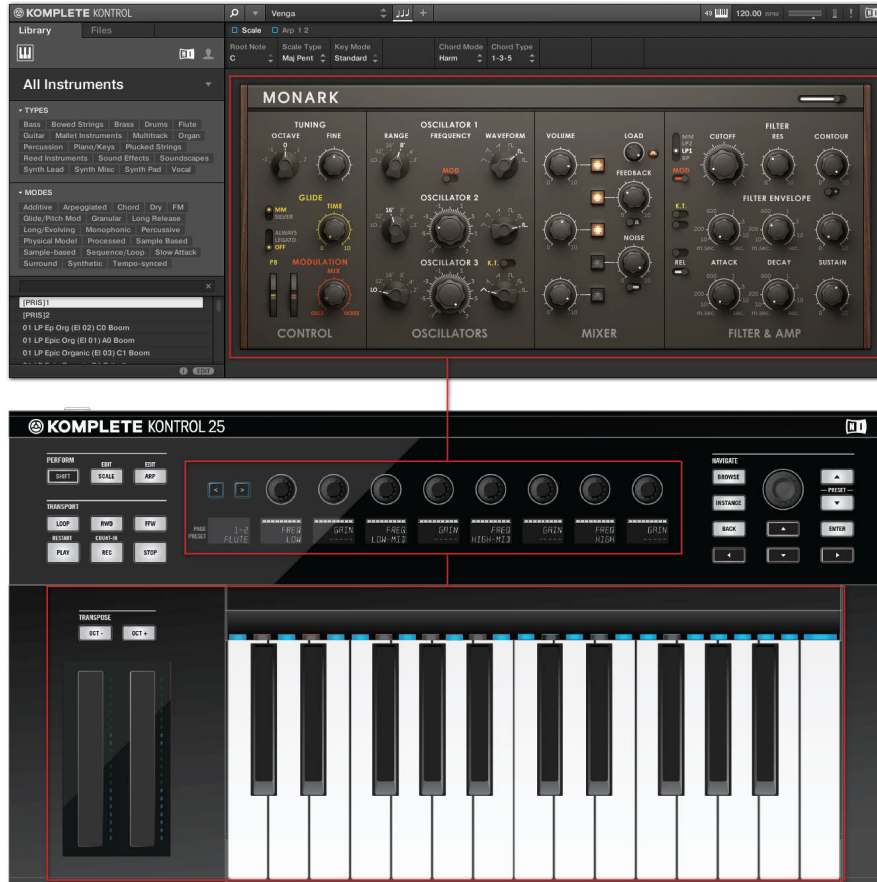 KOMPLETE KONTROL
Venga
49
120.00 BPM
Library Files
Scale Arp 1 2
Root Note Scale Type Key Mode Chord Mode Chord Type
C Maj Pent Standard Harm 1-3-5
All Instruments
TYPES
Bass Bowed Strings Brass Drums Flute
Guitar Mallet Instruments Multitrack Organ
Percussion Piano/Keys Plucked Strings
Reed Instruments Sound Effects Soundscapes
Synth Lead Synth Misc Synth Pad Vocal
MODES
Additive Arpeggiated Chord Dry FM
Glide/Pitch Mod Granular Long Release
Long/Evolving Monophonic Percussive
Physical Model Processed Sample Based
Sample-based Sequence/Loop Slow Attack
Surround Synthetic Tempo-synced
[PRIS]1
[PRIS]2
01 LP Ep Org (El 02) C0 Boom
01 LP Epic Organ (El 01) A0 Boom
01 LP Epic Organic (El 03) C1 Boom
EDIT
MONARK
TUNING
OCTAVE FINE
GLIDE
MM
SILVER
TIME
ALWAYS
LEGATO
OFF
PB MODULATION
MIX
OSC3 NOISE
CONTROL
OSCILLATOR 1
RANGE FREQUENCY WAVEFORM
MOD
OSCILLATOR 2
OSCILLATOR 3 K.T.
OSCILLATORS
VOLUME LOAD
FEEDBACK
NOISE
MIXER
FILTER
MM
LP2
LP1
BP
CUTOFF RES CONTOUR
MOD
K.T.
FILTER ENVELOPE
REL
ATTACK DECAY SUSTAIN
m.sec. sec.
FILTER & AMP
KOMPLETE KONTROL 25
PERFORM EDIT EDIT
SHIFT SCALE ARP
TRANSPORT
LOOP RWD FFW
RESTART COUNT-IN
PLAY REC STOP
PAGE 1-2 FREQ GAIN FREQ GAIN FREQ GAIN FREQ GAIN
PRESET FLUTE LOW ----- LOW-MID ----- HIGH-MID ----- HIGH -----
NAVIGATE
BROWSE
PRESET
INSTANCE
BACK ENTER
TRANSPOSE
OCT - OCT +